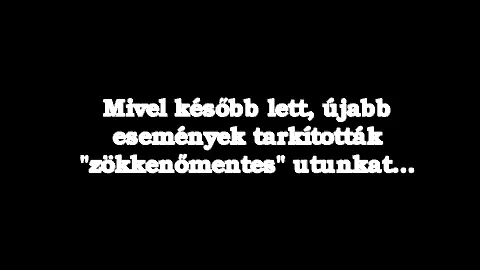 Mivel később lett, újabb
események tarkították
"zökkenőmentes" utunkat...